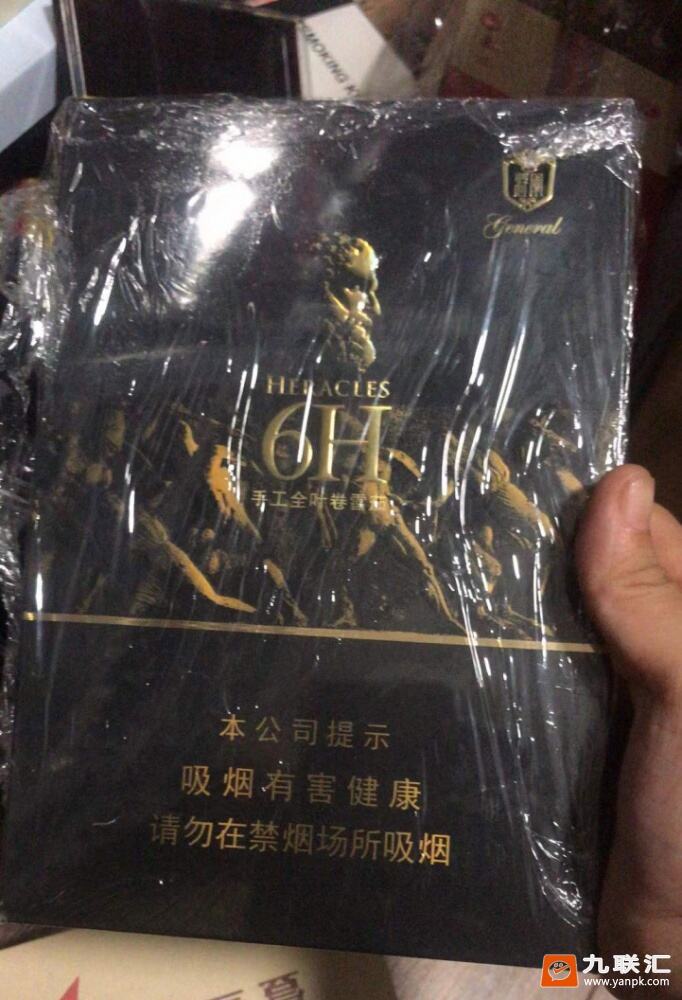 SMOKING K
General
HERACLES
6H
手工全叶卷雪茄
本公司提示
吸烟有害健康
请勿在禁烟场所吸烟
九联汇
www.yanpk.com